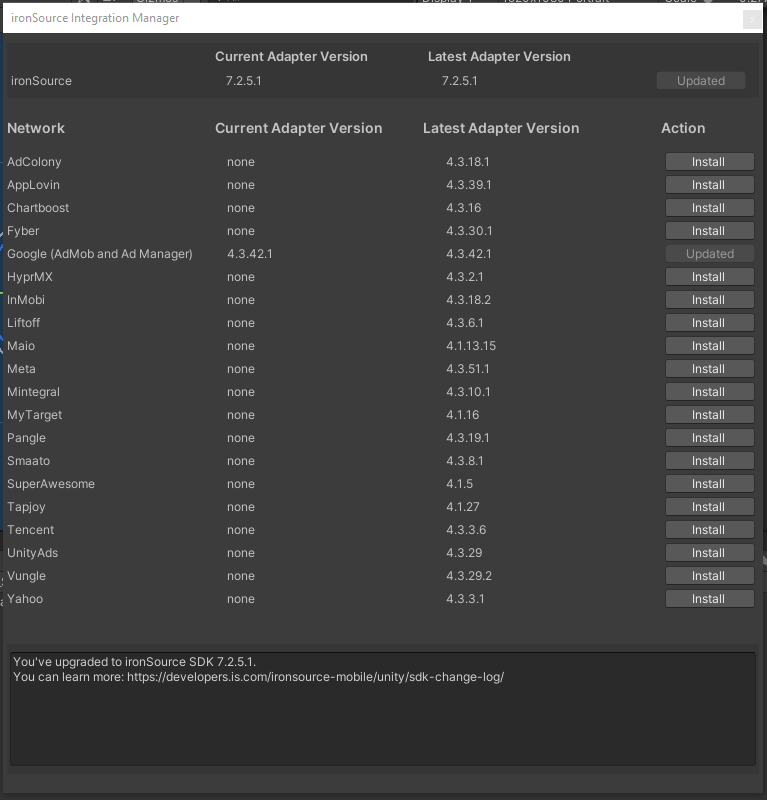 ironSource Integration Manager
Current Adapter Version Latest Adapter Version
ironSource 7.2.5.1 7.2.5.1 Updated
Network Current Adapter Version Latest Adapter Version Action
AdColony none 4.3.18.1 Install
AppLovin none 4.3.39.1 Install
Chartboost none 4.3.16 Install
Fyber none 4.3.30.1 Install
Google (AdMob and Ad Manager) 4.3.42.1 4.3.42.1 Updated
HyprMX none 4.3.2.1 Install
InMobi none 4.3.18.2 Install
Liftoff none 4.3.6.1 Install
Maio none 4.1.13.15 Install
Meta none 4.3.51.1 Install
Mintegral none 4.3.10.1 Install
MyTarget none 4.1.16 Install
Pangle none 4.3.19.1 Install
Smaato none 4.3.8.1 Install
SuperAwesome none 4.1.5 Install
Tapjoy none 4.1.27 Install
Tencent none 4.3.3.6 Install
UnityAds none 4.3.29 Install
Vungle none 4.3.29.2 Install
Yahoo none 4.3.3.1 Install
You've upgraded to ironSource SDK 7.2.5.1.
You can learn more: https://developers.is.com/ironsource-mobile/unity/sdk-change-log/